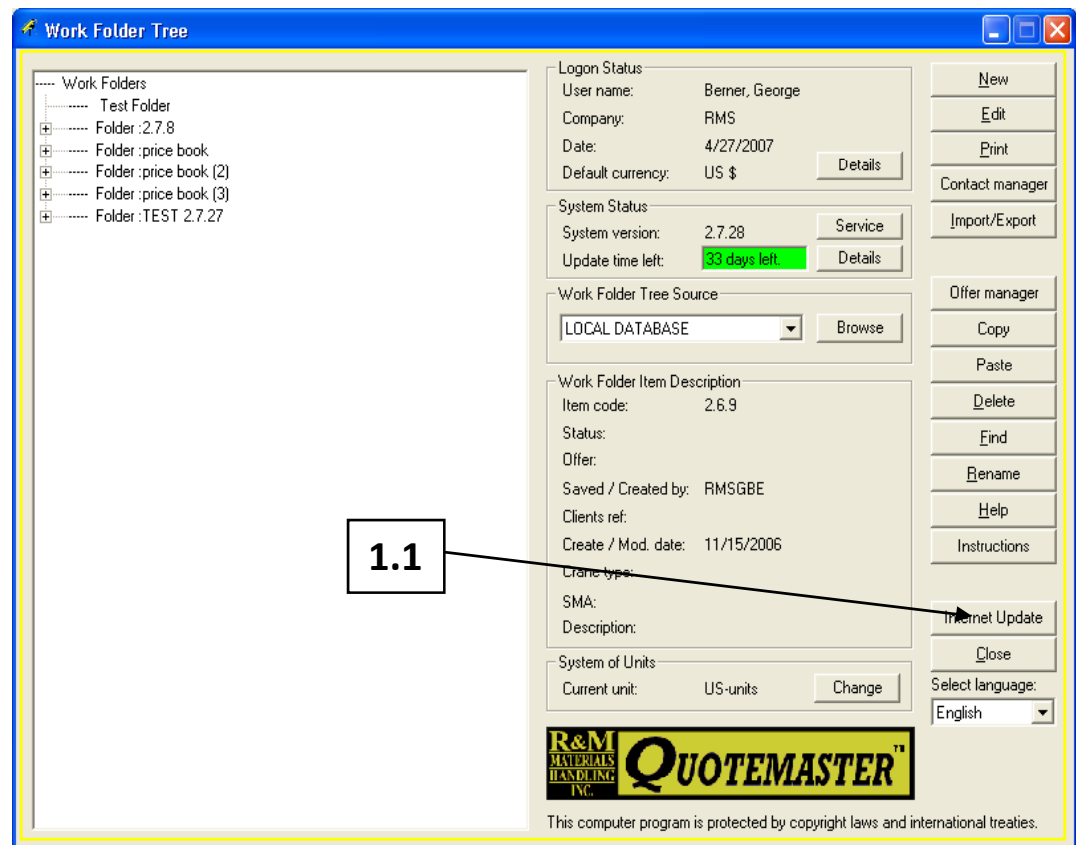 Work Folder Tree
Work Folders
Test Folder
Folder :2.7.8
Folder :price book
Folder :price book (2)
Folder :price book (3)
Folder :TEST 2.7.27
Logon Status
User name: Berner, George
Company: RMS
Date: 4/27/2007
Default currency: US $
Details
System Status
System version: 2.7.28
Service
Update time left: 33 days left.
Details
Work Folder Tree Source
LOCAL DATABASE
Browse
Work Folder Item Description
Item code: 2.6.9
Status:
Offer:
Saved / Created by: RMSGBE
Clients ref:
Create / Mod. date: 11/15/2006
Crane type:
SMA:
Description:
System of Units
Current unit: US-units
Change
R&M
MATERIALS
HANDLING
INC.
QUOTEMASTER™
This computer program is protected by copyright laws and international treaties.
New
Edit
Print
Contact manager
Import/Export
Offer manager
Copy
Paste
Delete
Find
Rename
Help
Instructions
Internet Update
Close
Select language:
English
1.1